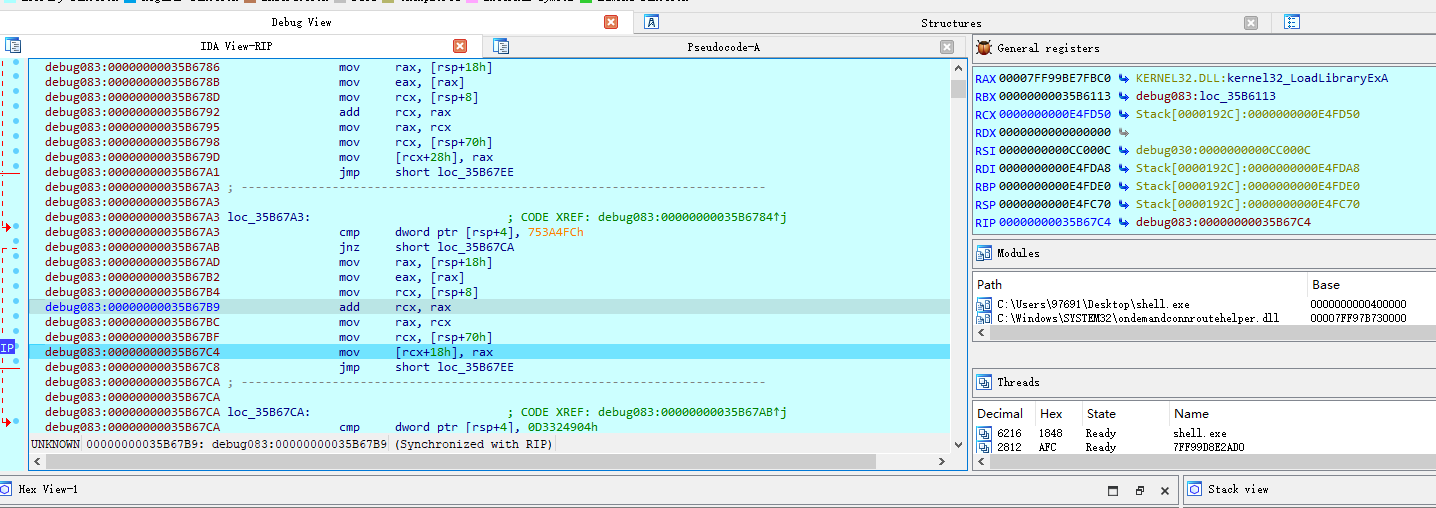 Debug View
Structures
IDA View-RIP
Pseudocode-A
General registers
debug083:00000000035B6786 mov rax, [rsp+18h]
debug083:00000000035B678B mov eax, [rax]
debug083:00000000035B678D mov rcx, [rsp+8]
debug083:00000000035B6792 add rcx, rax
debug083:00000000035B6795 mov rax, rcx
debug083:00000000035B6798 mov rcx, [rsp+70h]
debug083:00000000035B679D mov [rcx+28h], rax
debug083:00000000035B67A1 jmp short loc_35B67EE
debug083:00000000035B67A3 ; ---------------------------------------------------------------------------
debug083:00000000035B67A3
debug083:00000000035B67A3 loc_35B67A3: ; CODE XREF: debug083:00000000035B6784↑j
debug083:00000000035B67A3 cmp dword ptr [rsp+4], 753A4FCh
debug083:00000000035B67AB jnz short loc_35B67CA
debug083:00000000035B67AD mov rax, [rsp+18h]
debug083:00000000035B67B2 mov eax, [rax]
debug083:00000000035B67B4 mov rcx, [rsp+8]
debug083:00000000035B67B9 add rcx, rax
debug083:00000000035B67BC mov rax, rcx
debug083:00000000035B67BF mov rcx, [rsp+70h]
IP
debug083:00000000035B67C4 mov [rcx+18h], rax
debug083:00000000035B67C8 jmp short loc_35B67EE
debug083:00000000035B67CA ; ---------------------------------------------------------------------------
debug083:00000000035B67CA
debug083:00000000035B67CA loc_35B67CA: ; CODE XREF: debug083:00000000035B67AB↑j
debug083:00000000035B67CA cmp dword ptr [rsp+4], 0D3324904h
UNKNOWN 00000000035B67B9: debug083:00000000035B67B9 (Synchronized with RIP)
RAX 00007FF99BE7FBC0 KERNEL32.DLL:kernel32_LoadLibraryExA
RBX 00000000035B6113 debug083:loc_35B6113
RCX 0000000000E4FD50 Stack[0000192C]:0000000000E4FD50
RDX 0000000000000000
RSI 0000000000CC000C debug030:0000000000CC000C
RDI 0000000000E4FDA8 Stack[0000192C]:0000000000E4FDA8
RBP 0000000000E4FDE0 Stack[0000192C]:0000000000E4FDE0
RSP 0000000000E4FC70 Stack[0000192C]:0000000000E4FC70
RIP 00000000035B67C4 debug083:00000000035B67C4
Modules
Path Base
C:\Users\97691\Desktop\shell.exe 0000000000400000
C:\Windows\SYSTEM32\ondemandconnroutehelper.dll 00007FF97B730000
Threads
Decimal Hex State Name
6216 1848 Ready shell.exe
2812 AFC Ready 7FF99D8E2AD0
Hex View-1
Stack view